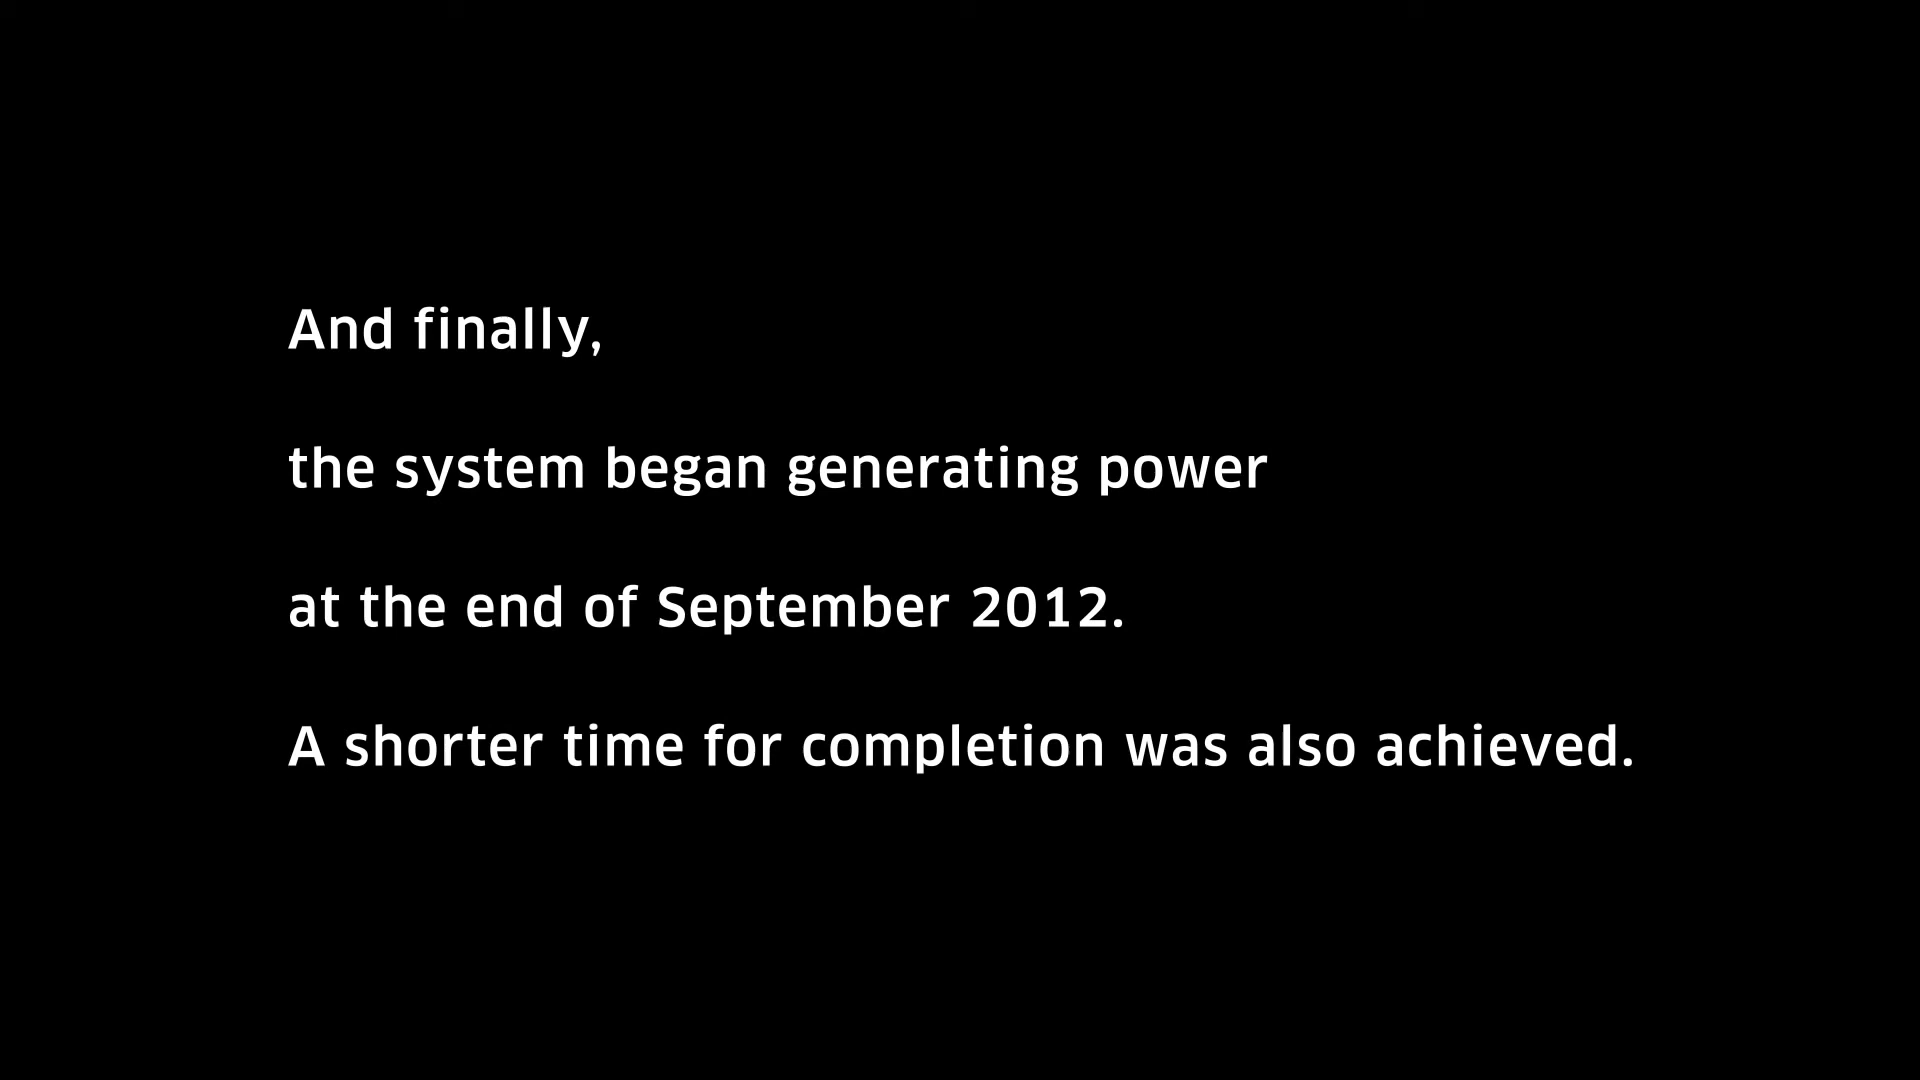 And finally,
the system began generating power
at the end of September 2012.
A shorter time for completion was also achieved.